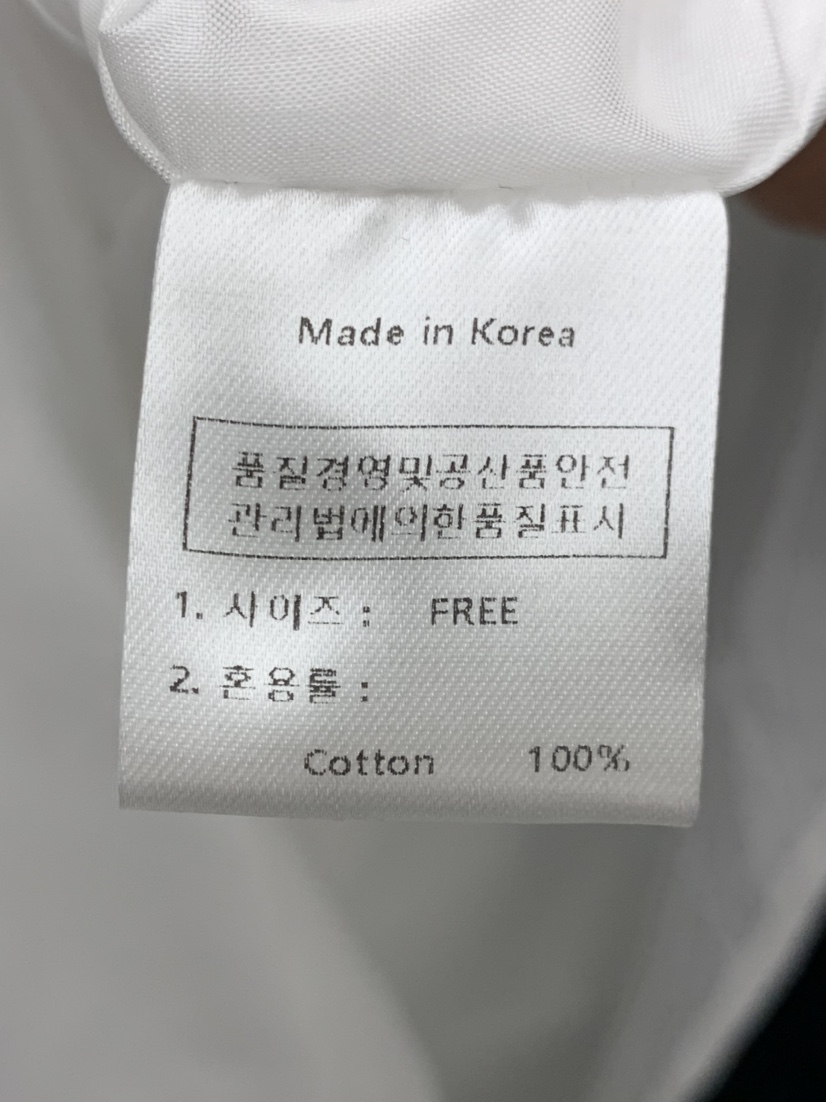 Made in Korea
품질경영및공산품안전
관리법에의한품질표시
1. 사이즈 : FREE
2. 혼용률 :
Cotton 100%